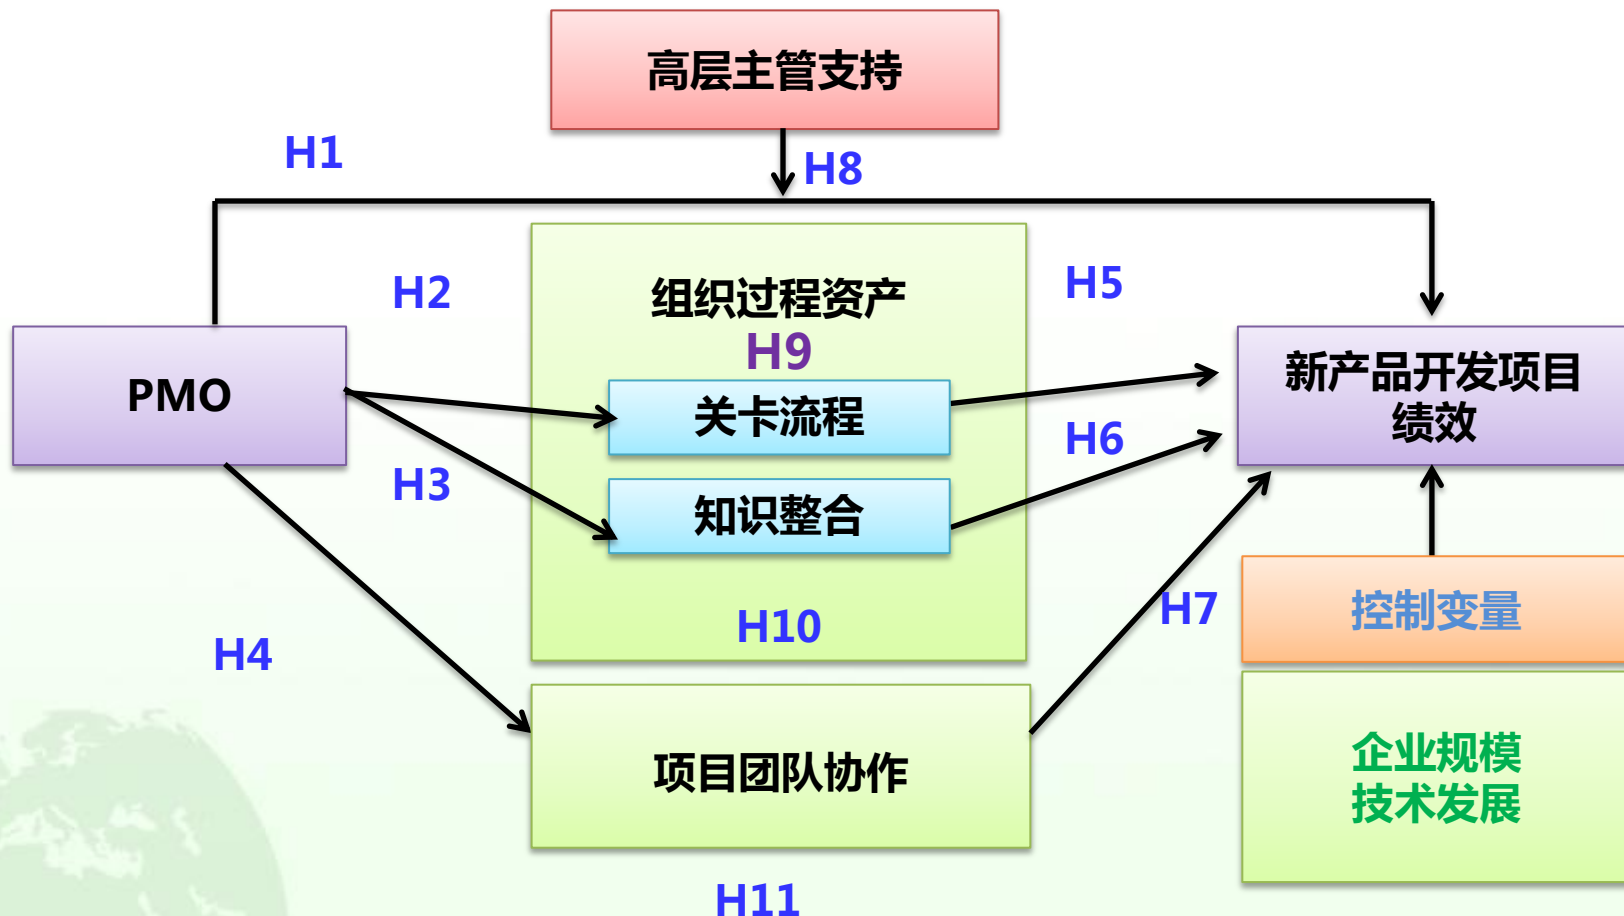 高层主管支持
H1
H8
H2
组织过程资产
H5
H9
PMO
关卡流程
新产品开发项目
绩效
H3
知识整合
H6
H10
H7
控制变量
H4
项目团队协作
企业规模
技术发展
H11